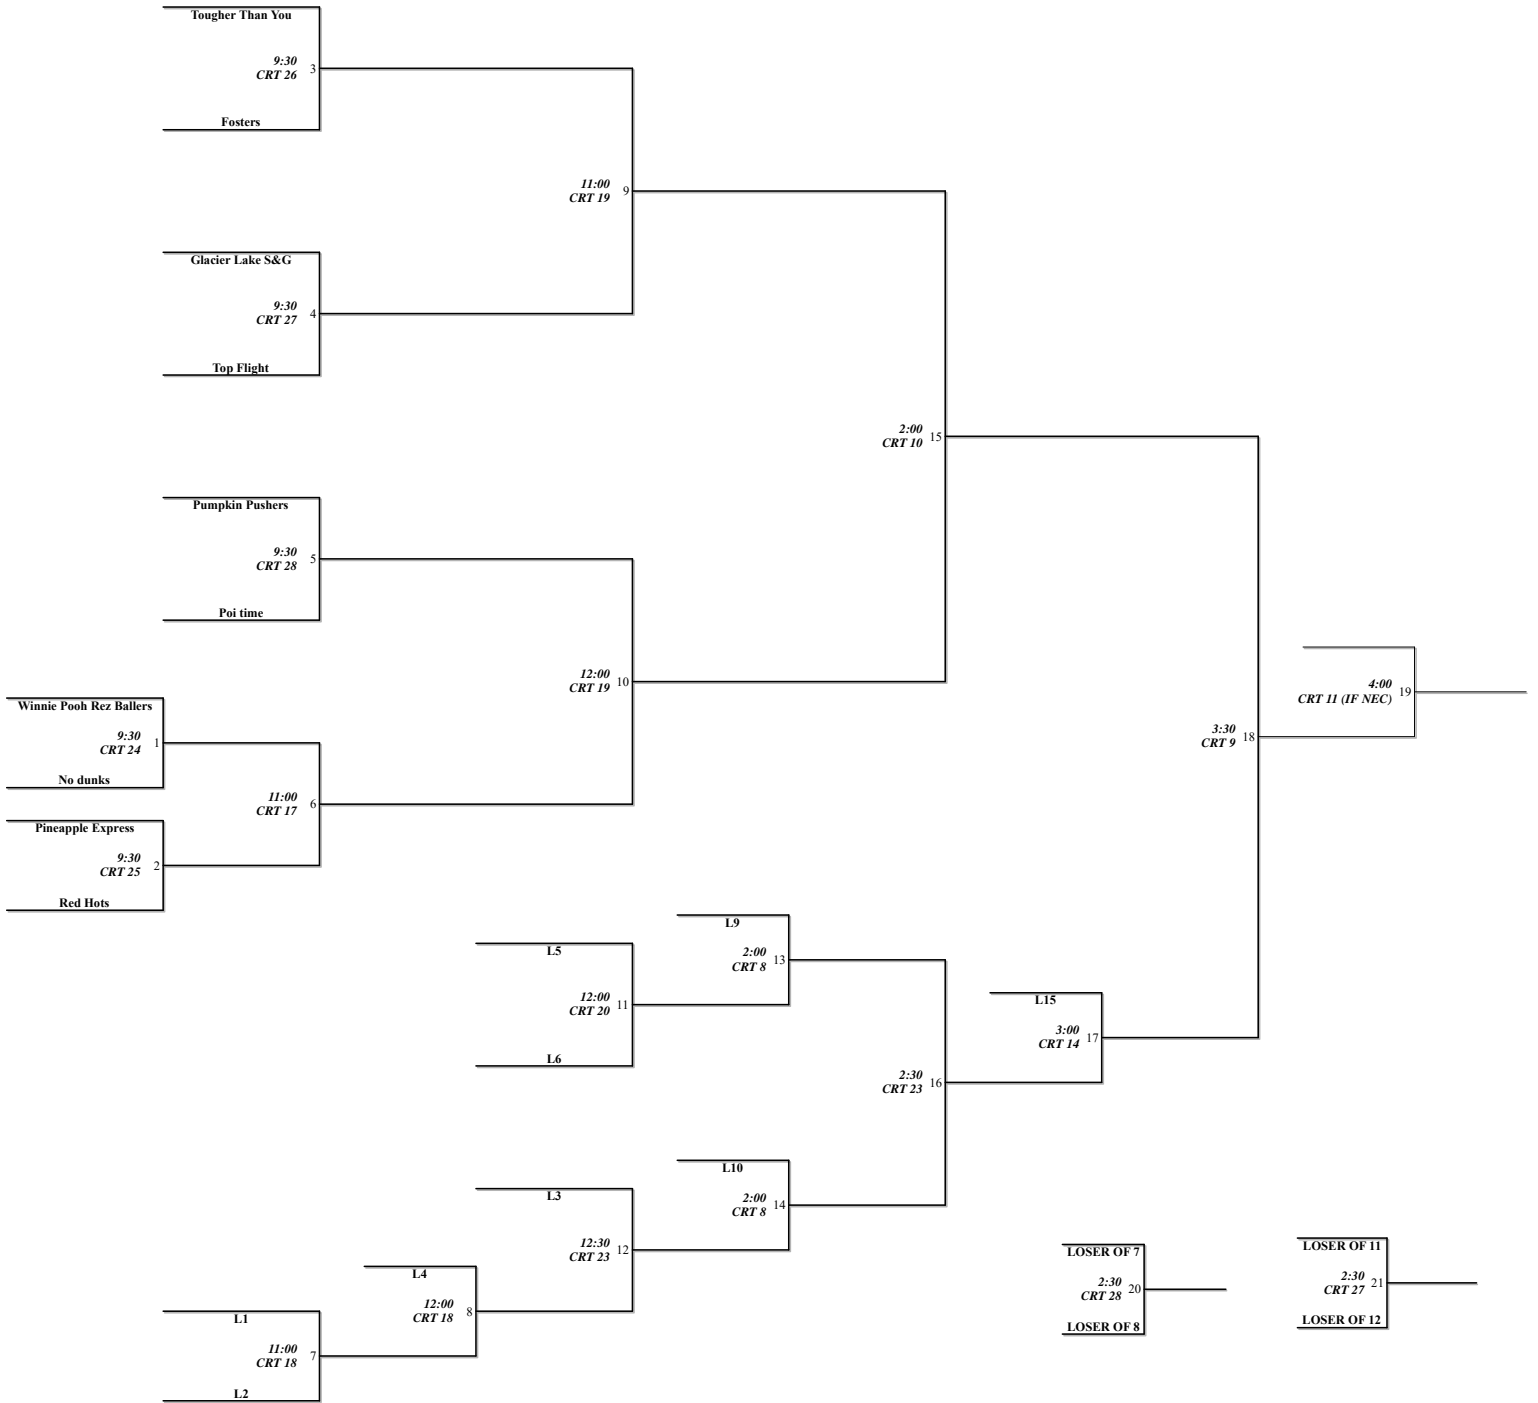 Tougher Than You
9:30
CRT 26
3
Fosters
11:00
CRT 19
9
Glacier Lake S&G
9:30
CRT 27
4
Top Flight
2:00
CRT 10
15
Pumpkin Pushers
9:30
CRT 28
5
Poi time
12:00
CRT 19
10
4:00
CRT 11 (IF NEC)
19
3:30
CRT 9
18
Winnie Pooh Rez Ballers
9:30
CRT 24
1
No dunks
11:00
CRT 17
6
Pineapple Express
9:30
CRT 25
2
Red Hots
L9
2:00
CRT 8
13
L5
12:00
CRT 20
11
L6
L15
3:00
CRT 14
17
2:30
CRT 23
16
L10
2:00
CRT 8
14
L3
12:30
CRT 23
12
L4
12:00
CRT 18
8
L1
11:00
CRT 18
7
L2
LOSER OF 7
2:30
CRT 28
20
LOSER OF 8
LOSER OF 11
2:30
CRT 27
21
LOSER OF 12